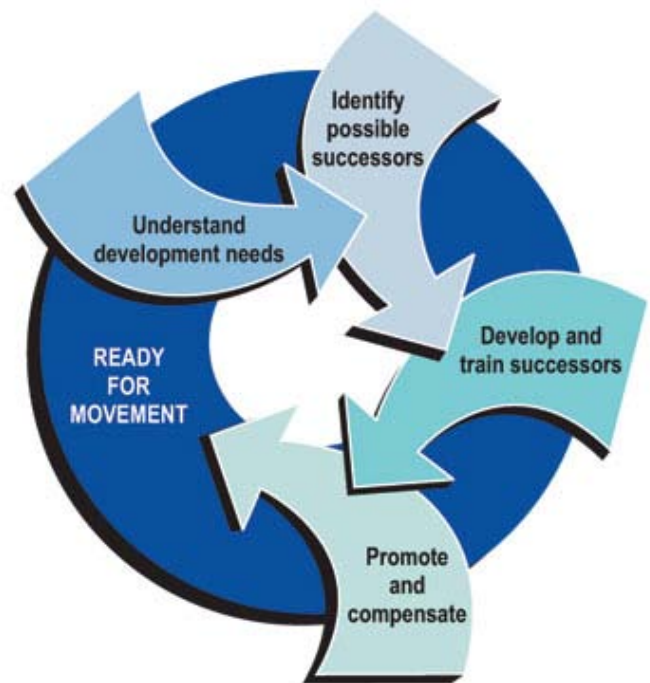 Identify
possible
successors
Understand
development needs
Develop and
train successors
READY
FOR
MOVEMENT
Promote
and
compensate